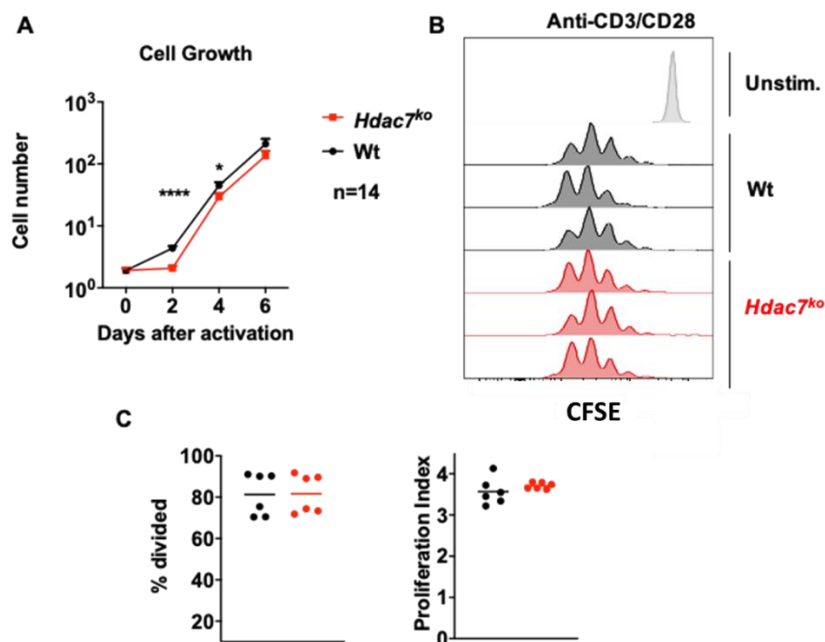 A
Cell Growth
Cell number
10³
10²
10¹
10⁰
****
*
0 2 4 6
Days after activation
Hdac7ᵏᵒ
Wt
n=14
B
Anti-CD3/CD28
Unstim.
Wt
Hdac7ᵏᵒ
CFSE
C
% divided
100
80
60
40
20
Proliferation Index
4
3
2
1
0